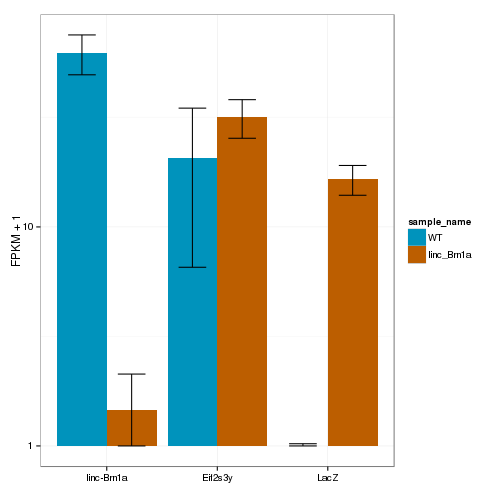 FPKM + 1
10
1
linc-Brn1a
Eif2s3y
LacZ
sample_name
WT
linc_Brn1a